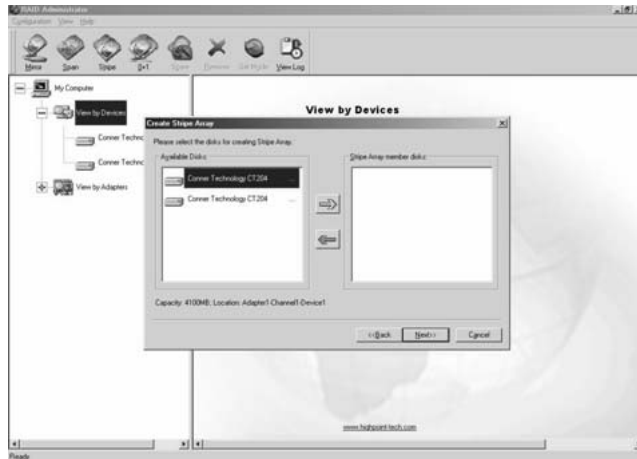 RAID Administrator
Configuration View Help
Mirror Span Stripe 0+1 Spare Remove View Log
My Computer
View by Devices
Conner Techno
Conner Techno
View by Adapters
View by Devices
Create Stripe Array
Please select the disks for creating Stripe Array.
Available Disks:
Stripe Array member disks:
Conner Technology CT204 ...
Conner Technology CT204 ...
Capacity: 4100MB; Location: Adapter1-Channel1-Device1
<<Back Next>> Cancel
www.highpoint-tech.com
Ready